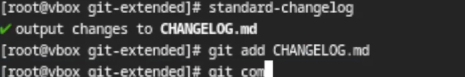 [root@vbox git-extended]# standard-changelog
✔ output changes to CHANGELOG.md
[root@vbox git-extended]# git add CHANGELOG.md
[root@vbox git-extended]# git com